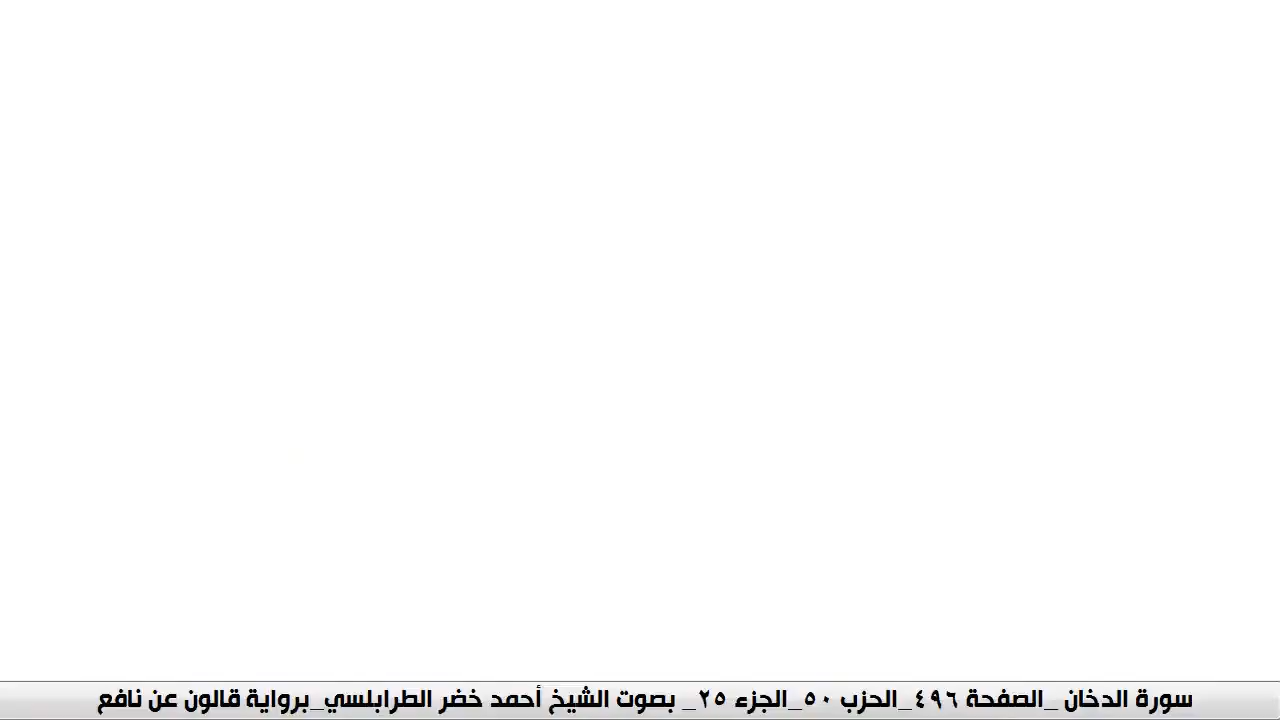 سورة الدخان _الصفحة ٤٩٦_الحزب ٥٠_الجزء ٢٥_ بصوت الشيخ أحمد خضر الطرابلسي_برواية قالون عن نافع